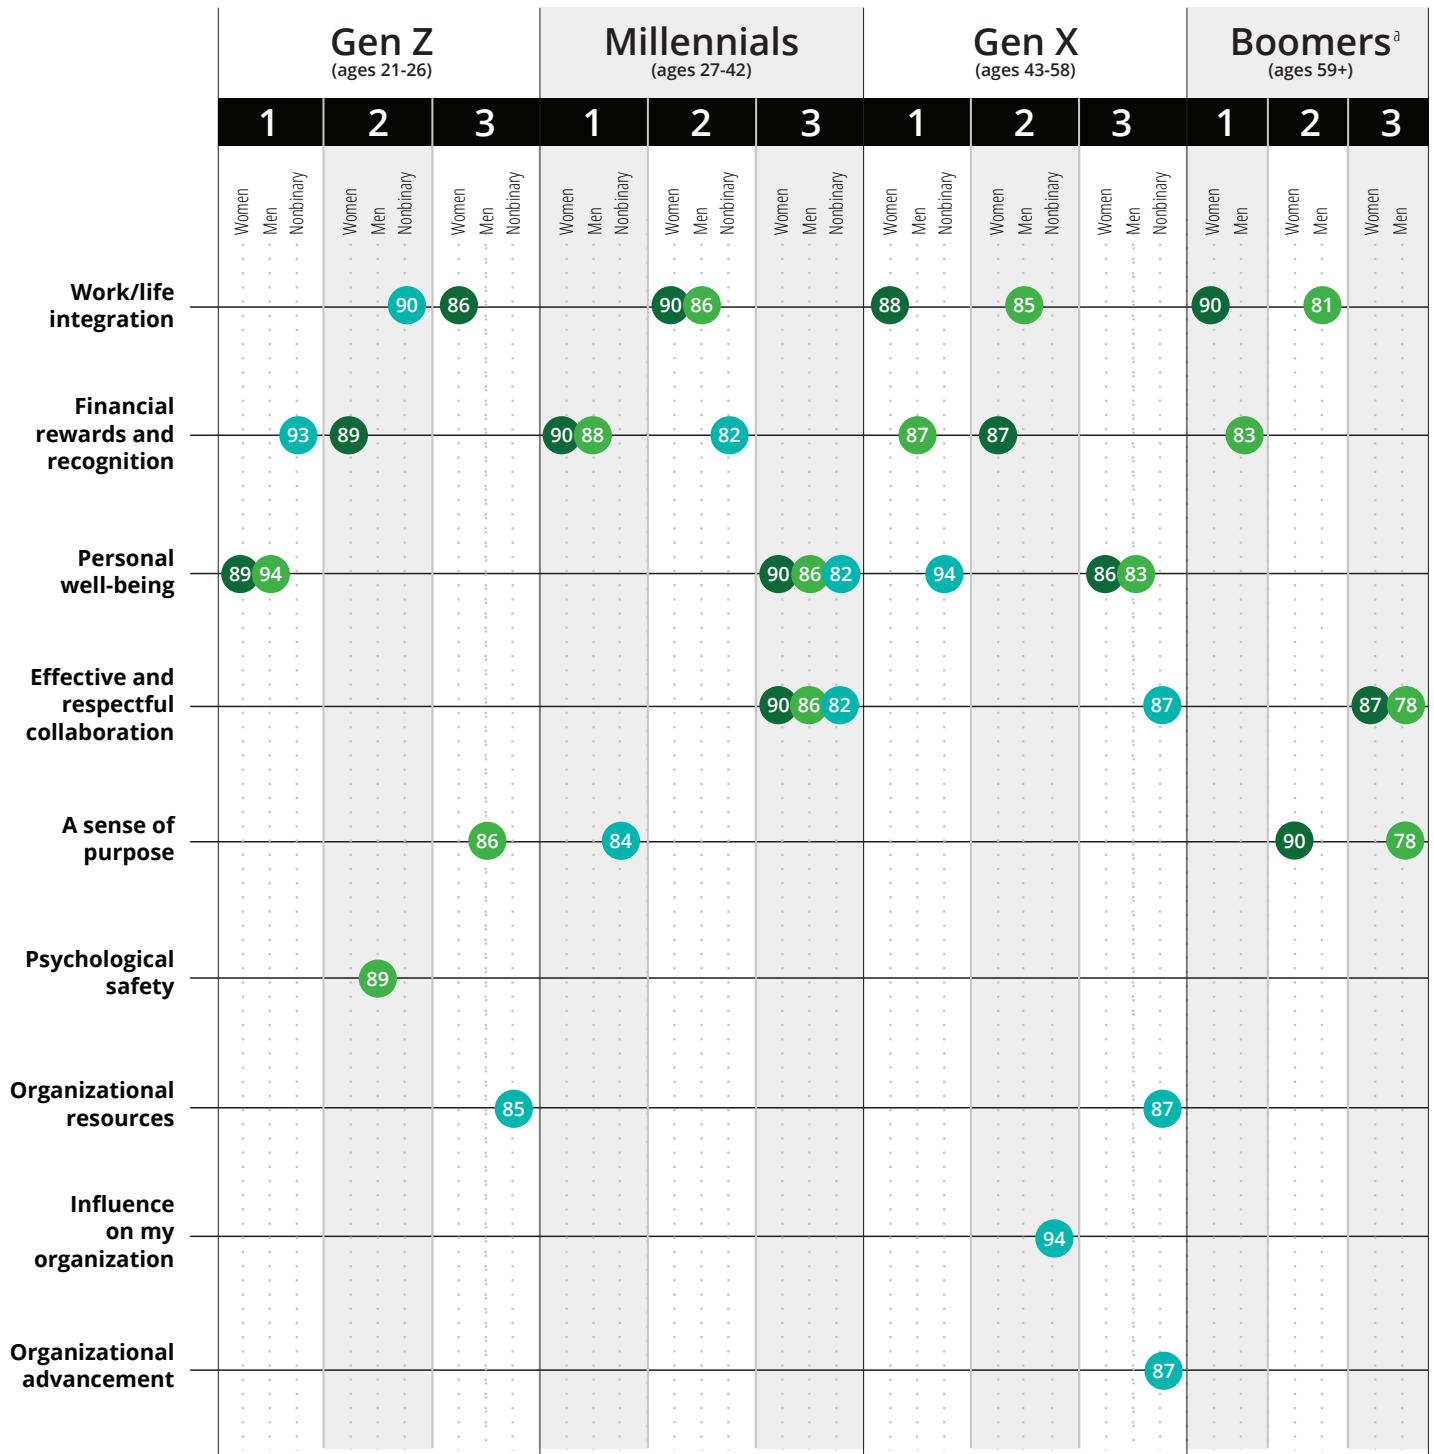 Gen Z
(ages 21-26)
Millennials
(ages 27-42)
Gen X
(ages 43-58)
Boomersᵃ
(ages 59+)
1 2 3 1 2 3 1 2 3 1 2 3
Women Men Nonbinary Women Men Nonbinary Women Men Nonbinary Women Men Nonbinary Women Men Nonbinary Women Men Nonbinary Women Men Nonbinary Women Men Nonbinary Women Men Nonbinary Women Men Women Men Women Men
Work/life
integration
90 86 90 86 88 85 90 81
Financial
rewards and
recognition
93 89 90 88 82 87 87 83
Personal
well-being
89 94 90 86 82 94 86 83
Effective and
respectful
collaboration
90 86 82 87 87 78
A sense of
purpose
86 84 90 78
Psychological
safety
89
Organizational
resources
85 87
Influence
on my
organization
94
Organizational
advancement
87